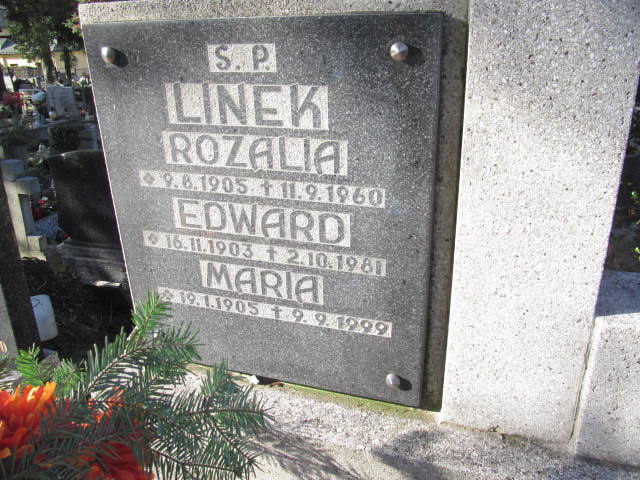 Ś. P.
LINEK
ROZALIA
* 9.8.1905 ✝ 11.9.1960
EDWARD
* 16.11.1903 ✝ 2.10.1981
MARIA
* 19.1.1905 ✝ 9.9.1999